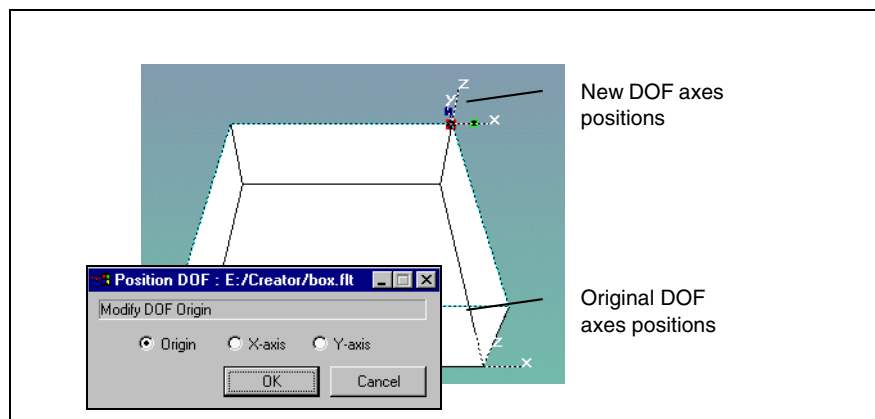 Z
Y
X
New DOF axes
positions
Position DOF : E:/Creator/box.flt
Modify DOF Origin
Origin X-axis Y-axis
OK Cancel
Original DOF
axes positions
Z
X